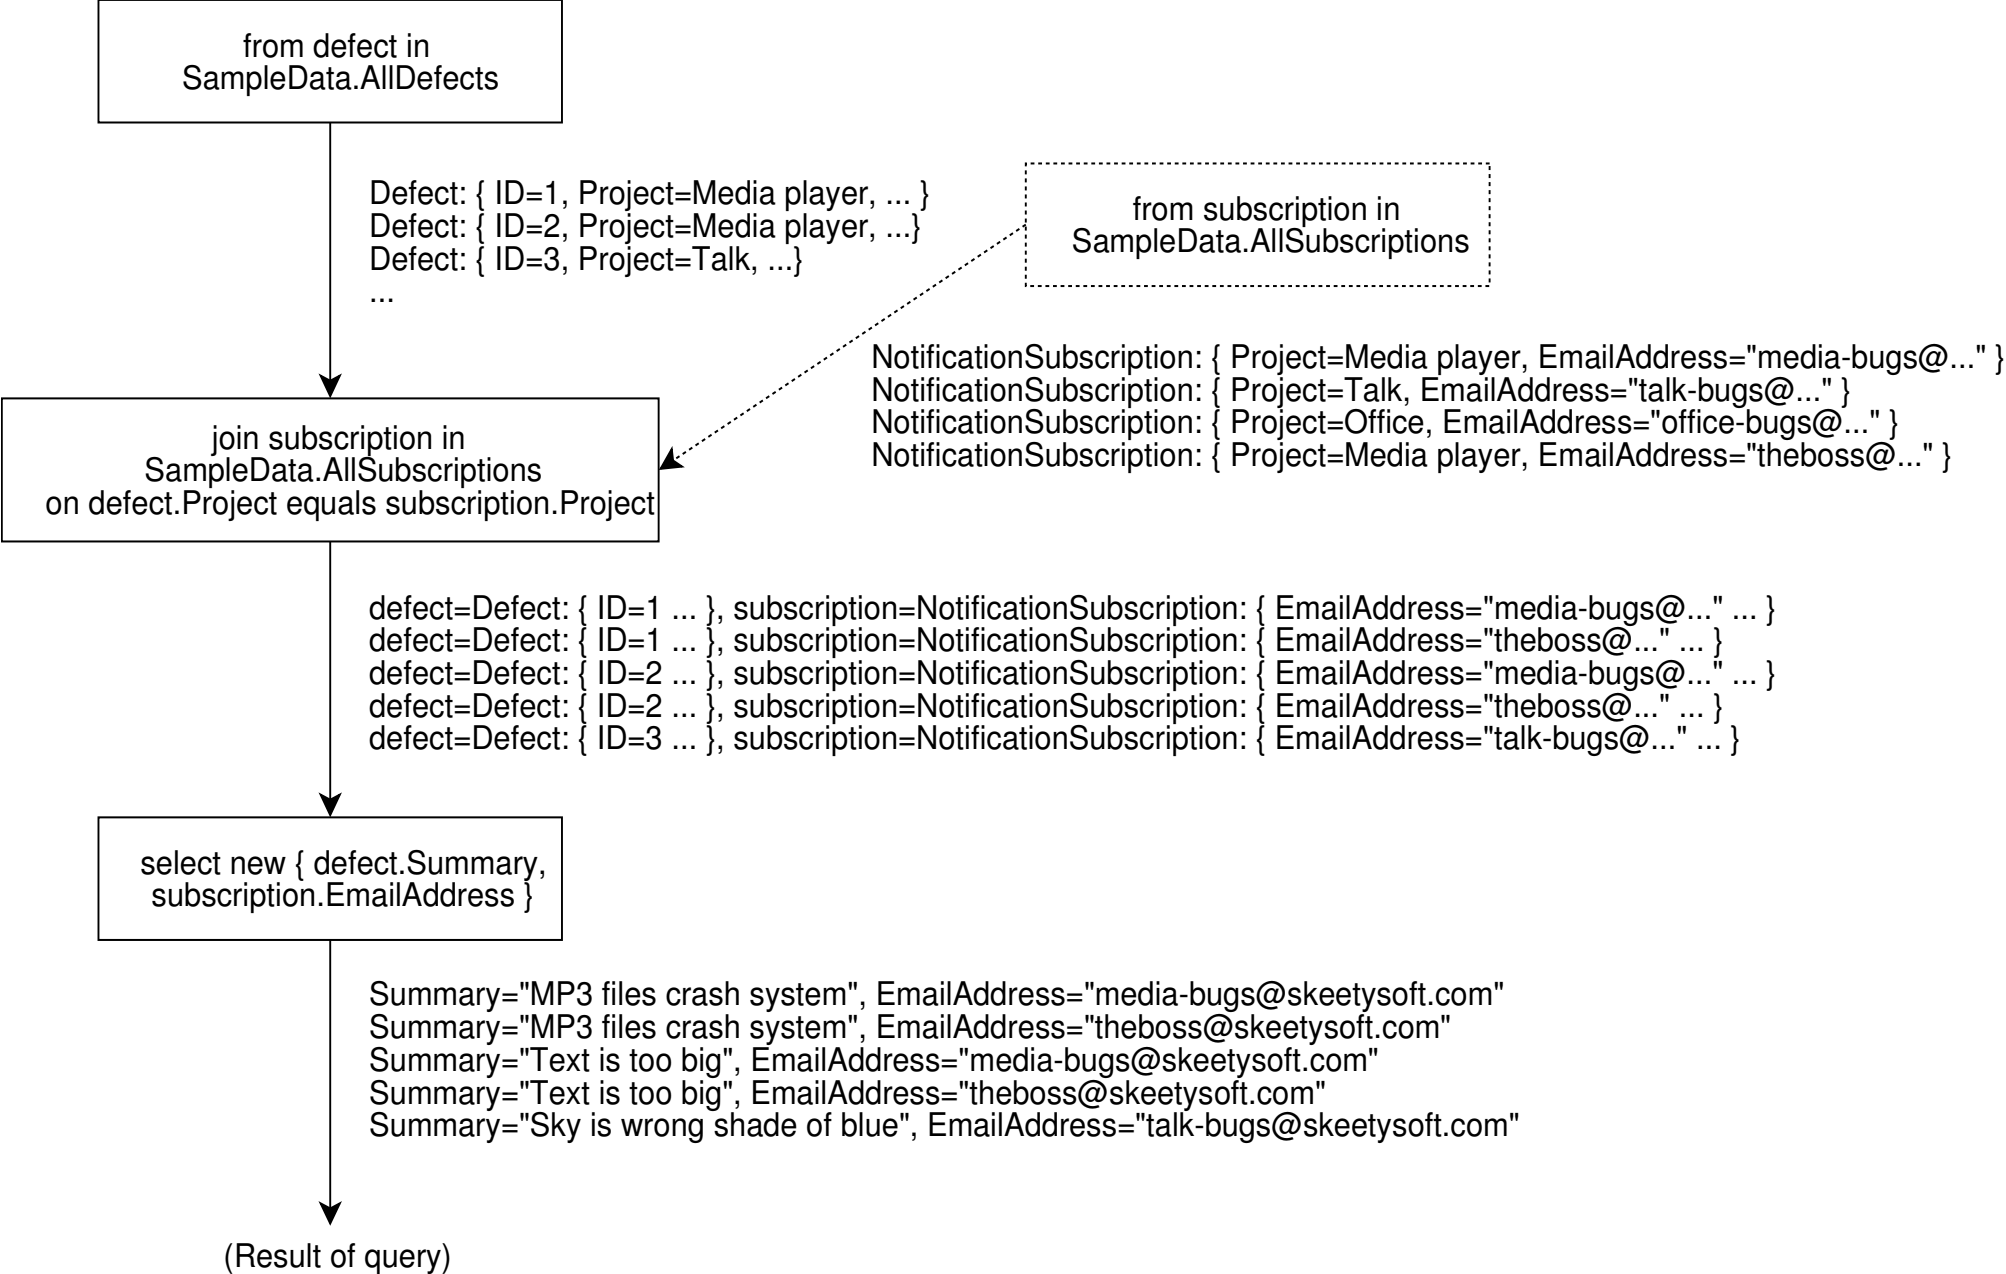 from defect in
SampleData.AllDefects
Defect: { ID=1, Project=Media player, ... }
Defect: { ID=2, Project=Media player, ...}
Defect: { ID=3, Project=Talk, ...}
...
from subscription in
SampleData.AllSubscriptions
NotificationSubscription: { Project=Media player, EmailAddress="media-bugs@..." }
NotificationSubscription: { Project=Talk, EmailAddress="talk-bugs@..." }
NotificationSubscription: { Project=Office, EmailAddress="office-bugs@..." }
NotificationSubscription: { Project=Media player, EmailAddress="theboss@..." }
join subscription in
SampleData.AllSubscriptions
on defect.Project equals subscription.Project
defect=Defect: { ID=1 ... }, subscription=NotificationSubscription: { EmailAddress="media-bugs@..." ... }
defect=Defect: { ID=1 ... }, subscription=NotificationSubscription: { EmailAddress="theboss@..." ... }
defect=Defect: { ID=2 ... }, subscription=NotificationSubscription: { EmailAddress="media-bugs@..." ... }
defect=Defect: { ID=2 ... }, subscription=NotificationSubscription: { EmailAddress="theboss@..." ... }
defect=Defect: { ID=3 ... }, subscription=NotificationSubscription: { EmailAddress="talk-bugs@..." ... }
select new { defect.Summary,
subscription.EmailAddress }
Summary="MP3 files crash system", EmailAddress="media-bugs@skeetysoft.com"
Summary="MP3 files crash system", EmailAddress="theboss@skeetysoft.com"
Summary="Text is too big", EmailAddress="media-bugs@skeetysoft.com"
Summary="Text is too big", EmailAddress="theboss@skeetysoft.com"
Summary="Sky is wrong shade of blue", EmailAddress="talk-bugs@skeetysoft.com"
(Result of query)